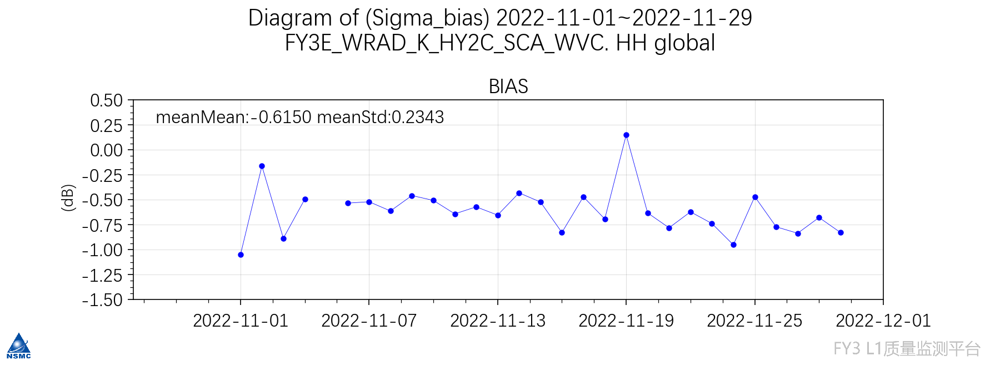 Diagram of (Sigma_bias) 2022-11-01~2022-11-29
FY3E_WRAD_K_HY2C_SCA_WVC. HH global
BIAS
meanMean:-0.6150 meanStd:0.2343
(dB)
0.50
0.25
0.00
-0.25
-0.50
-0.75
-1.00
-1.25
-1.50
2022-11-01 2022-11-07 2022-11-13 2022-11-19 2022-11-25 2022-12-01
NSMC
FY3 L1质量监测平台